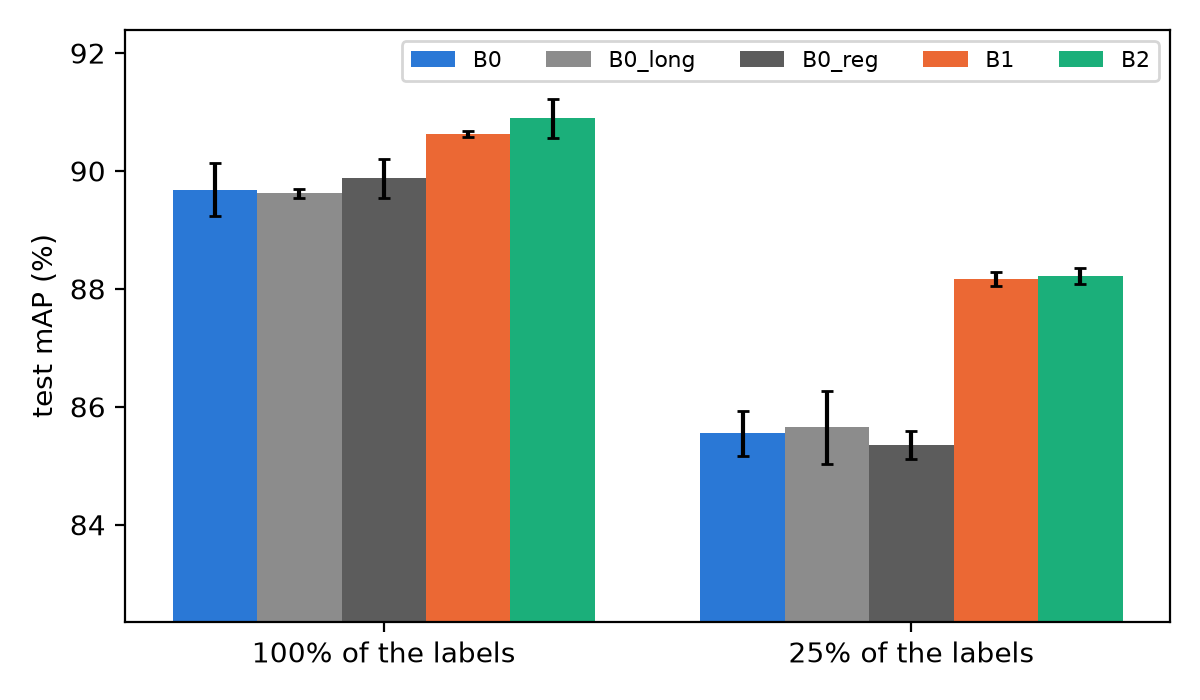 B0 B0_long B0_reg B1 B2
test mAP (%)
92
90
88
86
84
100% of the labels 25% of the labels